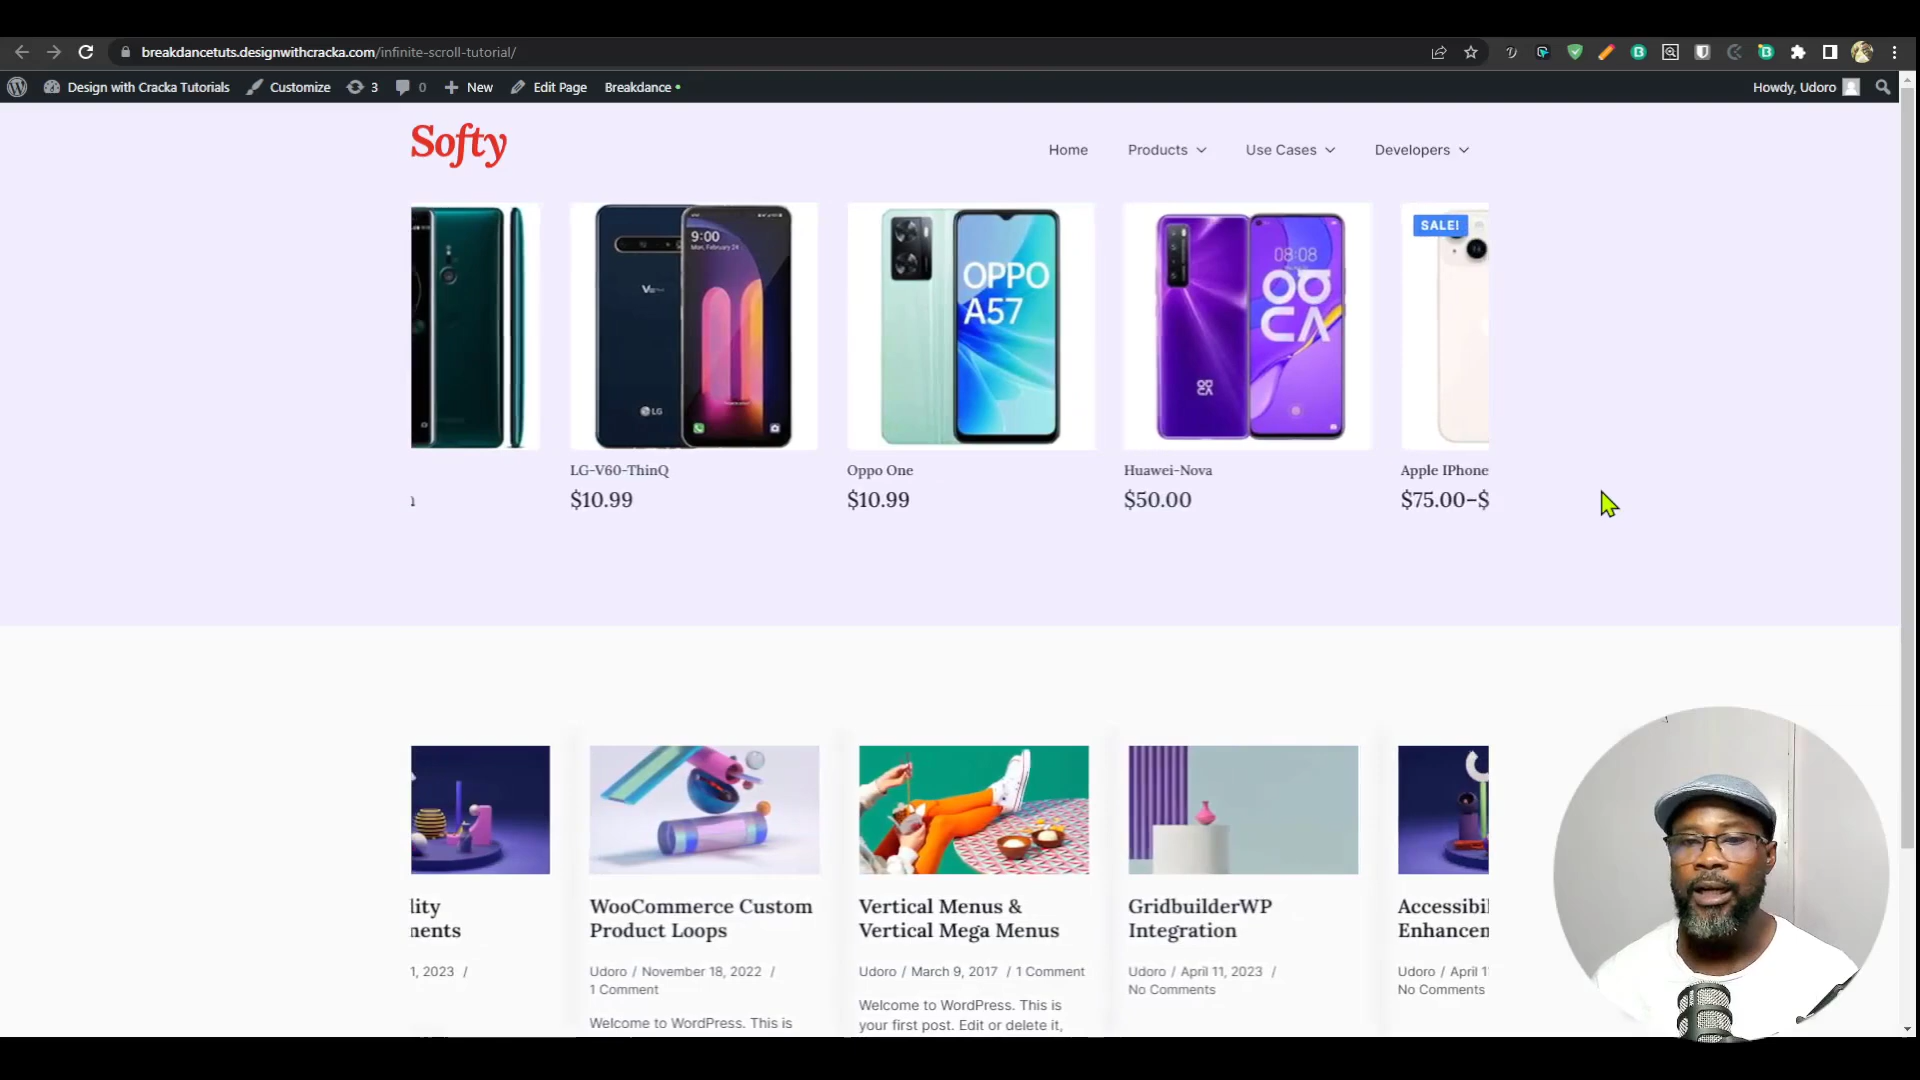 breakdancetuts.designwithcracka.com/infinite-scroll-tutorial/
Design with Cracka Tutorials Customize 3 0 New Edit Page Breakdance Howdy, Udoro
Softy
Home Products Use Cases Developers
9:00
Mon, February 24
LG
OPPO
A57
08:08
SALE!
LG-V60-ThinQ Oppo One Huawei-Nova Apple IPhone
$10.99 $10.99 $50.00 $75.00–$
lity WooCommerce Custom Vertical Menus & GridbuilderWP Accessibil
nents Product Loops Vertical Mega Menus Integration Enhancen
1, 2023 / Udoro / November 18, 2022 / Udoro / March 9, 2017 / 1 Comment Udoro / April 11, 2023 / Udoro / April 1
1 Comment No Comments No Comments
Welcome to WordPress. This is
your first post. Edit or delete it,
Welcome to WordPress. This is